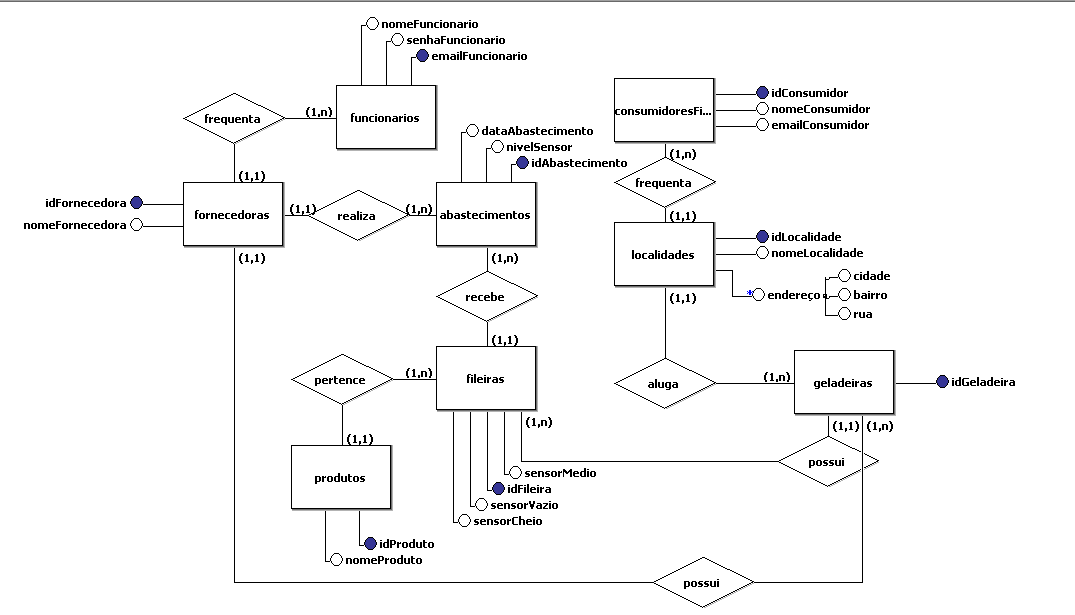 nomeFuncionario
senhaFuncionario
emailFuncionario
frequenta
(1,n)
funcionarios
(1,1)
idFornecedora
nomeFornecedora
fornecedoras
(1,1)
(1,1)
realiza
(1,n)
dataAbastecimento
nivelSensor
idAbastecimento
abastecimentos
(1,n)
recebe
(1,1)
pertence
(1,n)
fileiras
(1,n)
(1,1)
produtos
sensorMedio
idFileira
sensorVazio
sensorCheio
idProduto
nomeProduto
consumidoresFi...
idConsumidor
nomeConsumidor
emailConsumidor
(1,n)
frequenta
(1,1)
localidades
idLocalidade
nomeLocalidade
* endereço
cidade
bairro
rua
(1,1)
aluga
(1,n)
geladeiras
idGeladeira
(1,1) (1,n)
possui
possui